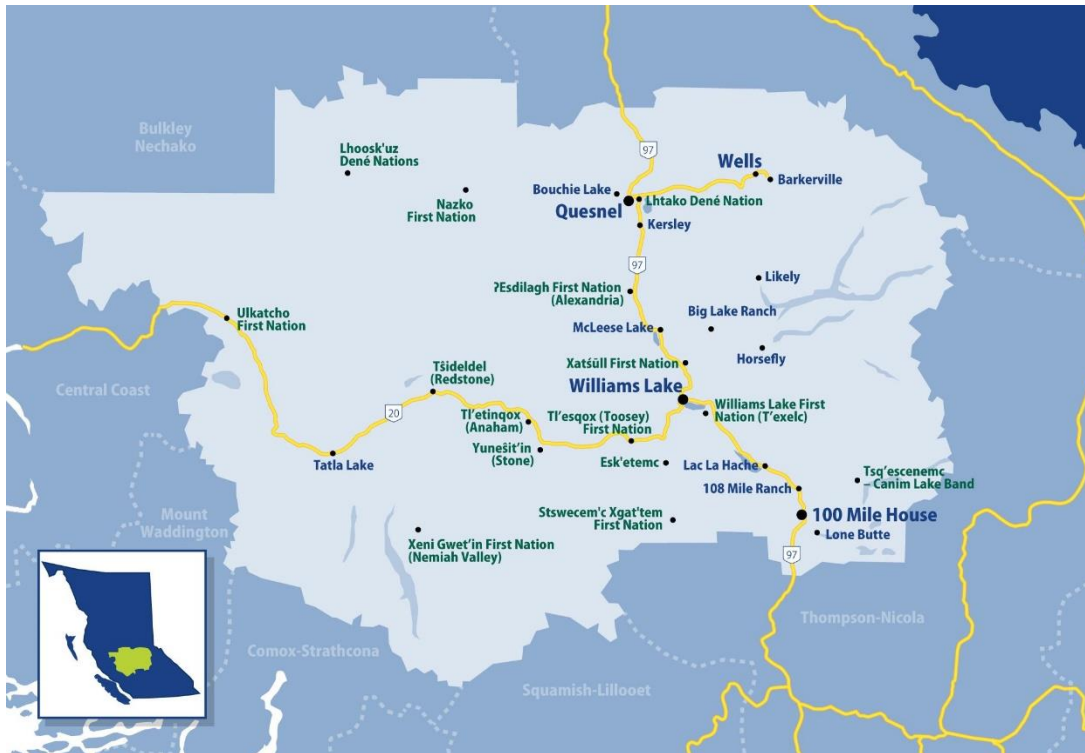 Bulkley
Nechako
Lhoosk'uz
Dené Nations
Nazko
First Nation
97
Wells
Barkerville
Bouchie Lake
Quesnel
Lhtako Dené Nation
Kersley
97
Likely
ʔEsdilagh First Nation
(Alexandria)
Ulkatcho
First Nation
Big Lake Ranch
McLeese Lake
Horsefly
Xatśūll First Nation
Central Coast
Tŝideldel
(Redstone)
Williams Lake
20
Tl'etinqox
(Anaham)
Tl'esqox (Toosey)
First Nation
Williams Lake First
Nation (T'exelc)
Yuneŝit'in
(Stone)
Tatla Lake
Esk'etemc
Lac La Hache
Tsq'escenemc
– Canim Lake Band
108 Mile Ranch
Mount
Waddington
Stswecem'c Xgat'tem
First Nation
100 Mile House
Lone Butte
Xeni Gwet'in First Nation
(Nemiah Valley)
97
Thompson-Nicola
Comox-Strathcona
Squamish-Lillooet